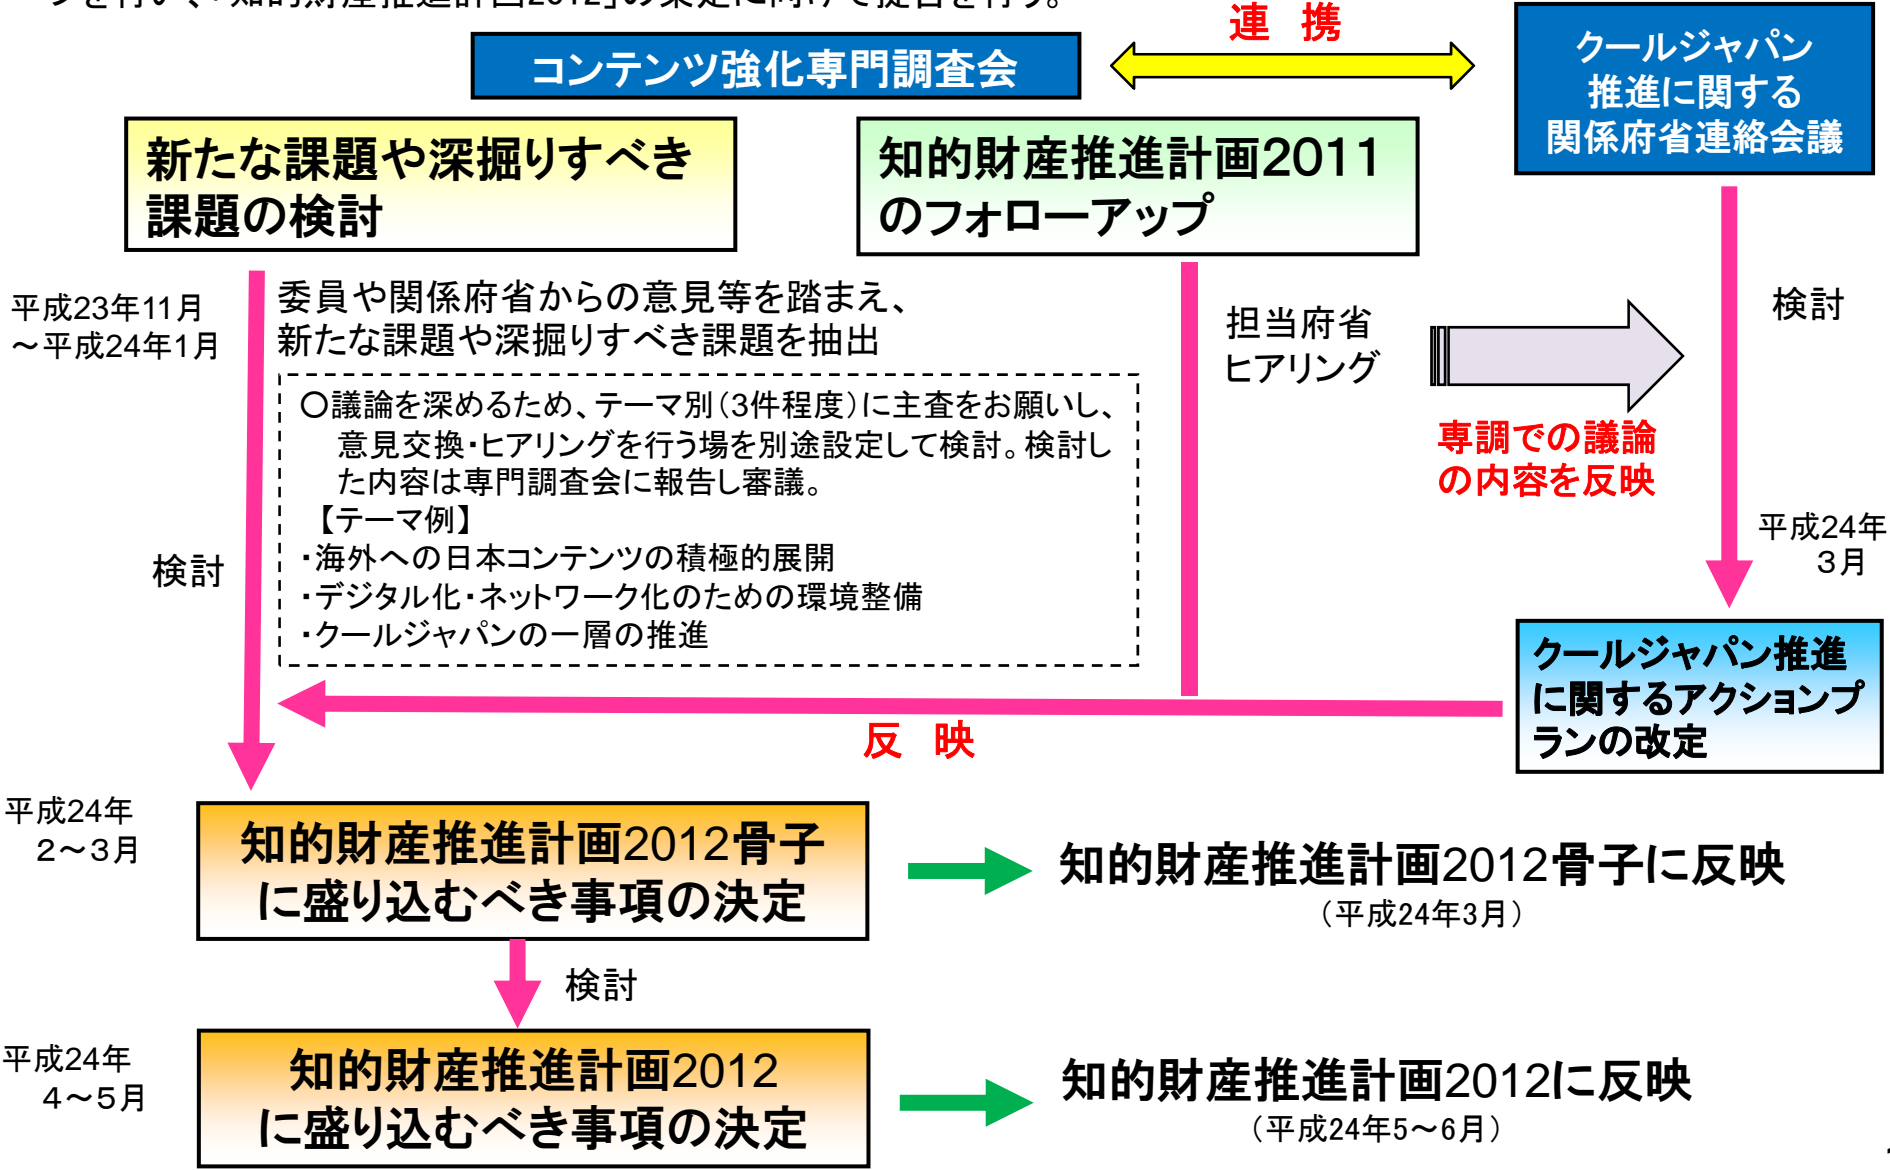 連　携
コンテンツ強化専門調査会
クールジャパン
推進に関する
関係府省連絡会議
新たな課題や深掘りすべき
課題の検討
知的財産推進計画2011
のフォローアップ
平成23年11月
～平成24年1月
委員や関係府省からの意見等を踏まえ、
新たな課題や深掘りすべき課題を抽出
担当府省
ヒアリング
検討
○議論を深めるため、テーマ別（3件程度）に主査をお願いし、
意見交換・ヒアリングを行う場を別途設定して検討。検討し
た内容は専門調査会に報告し審議。
【テーマ例】
・海外への日本コンテンツの積極的展開
・デジタル化・ネットワーク化のための環境整備
・クールジャパンの一層の推進
専調での議論
の内容を反映
検討
平成24年
3月
クールジャパン推進
に関するアクションプ
ランの改定
反　映
平成24年
2～3月
知的財産推進計画2012骨子
に盛り込むべき事項の決定
知的財産推進計画2012骨子に反映
（平成24年3月）
検討
平成24年
4～5月
知的財産推進計画2012
に盛り込むべき事項の決定
知的財産推進計画2012に反映
（平成24年5～6月）